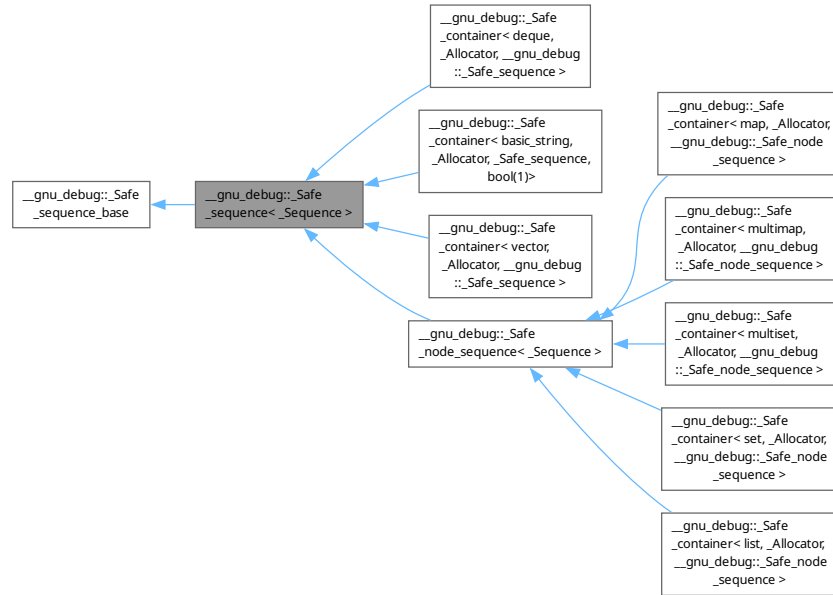 __gnu_debug::_Safe
_container< deque,
_Allocator, __gnu_debug
::_Safe_sequence >
__gnu_debug::_Safe
_container< map, _Allocator,
__gnu_debug::_Safe_node
_sequence >
__gnu_debug::_Safe
_container< basic_string,
_Allocator, _Safe_sequence,
bool(1)>
__gnu_debug::_Safe
_sequence_base
__gnu_debug::_Safe
_sequence< _Sequence >
__gnu_debug::_Safe
_container< multimap,
_Allocator, __gnu_debug
::_Safe_node_sequence >
__gnu_debug::_Safe
_container< vector,
_Allocator, __gnu_debug
::_Safe_sequence >
__gnu_debug::_Safe
_node_sequence< _Sequence >
__gnu_debug::_Safe
_container< multiset,
_Allocator, __gnu_debug
::_Safe_node_sequence >
__gnu_debug::_Safe
_container< set, _Allocator,
__gnu_debug::_Safe_node
_sequence >
__gnu_debug::_Safe
_container< list, _Allocator,
__gnu_debug::_Safe_node
_sequence >